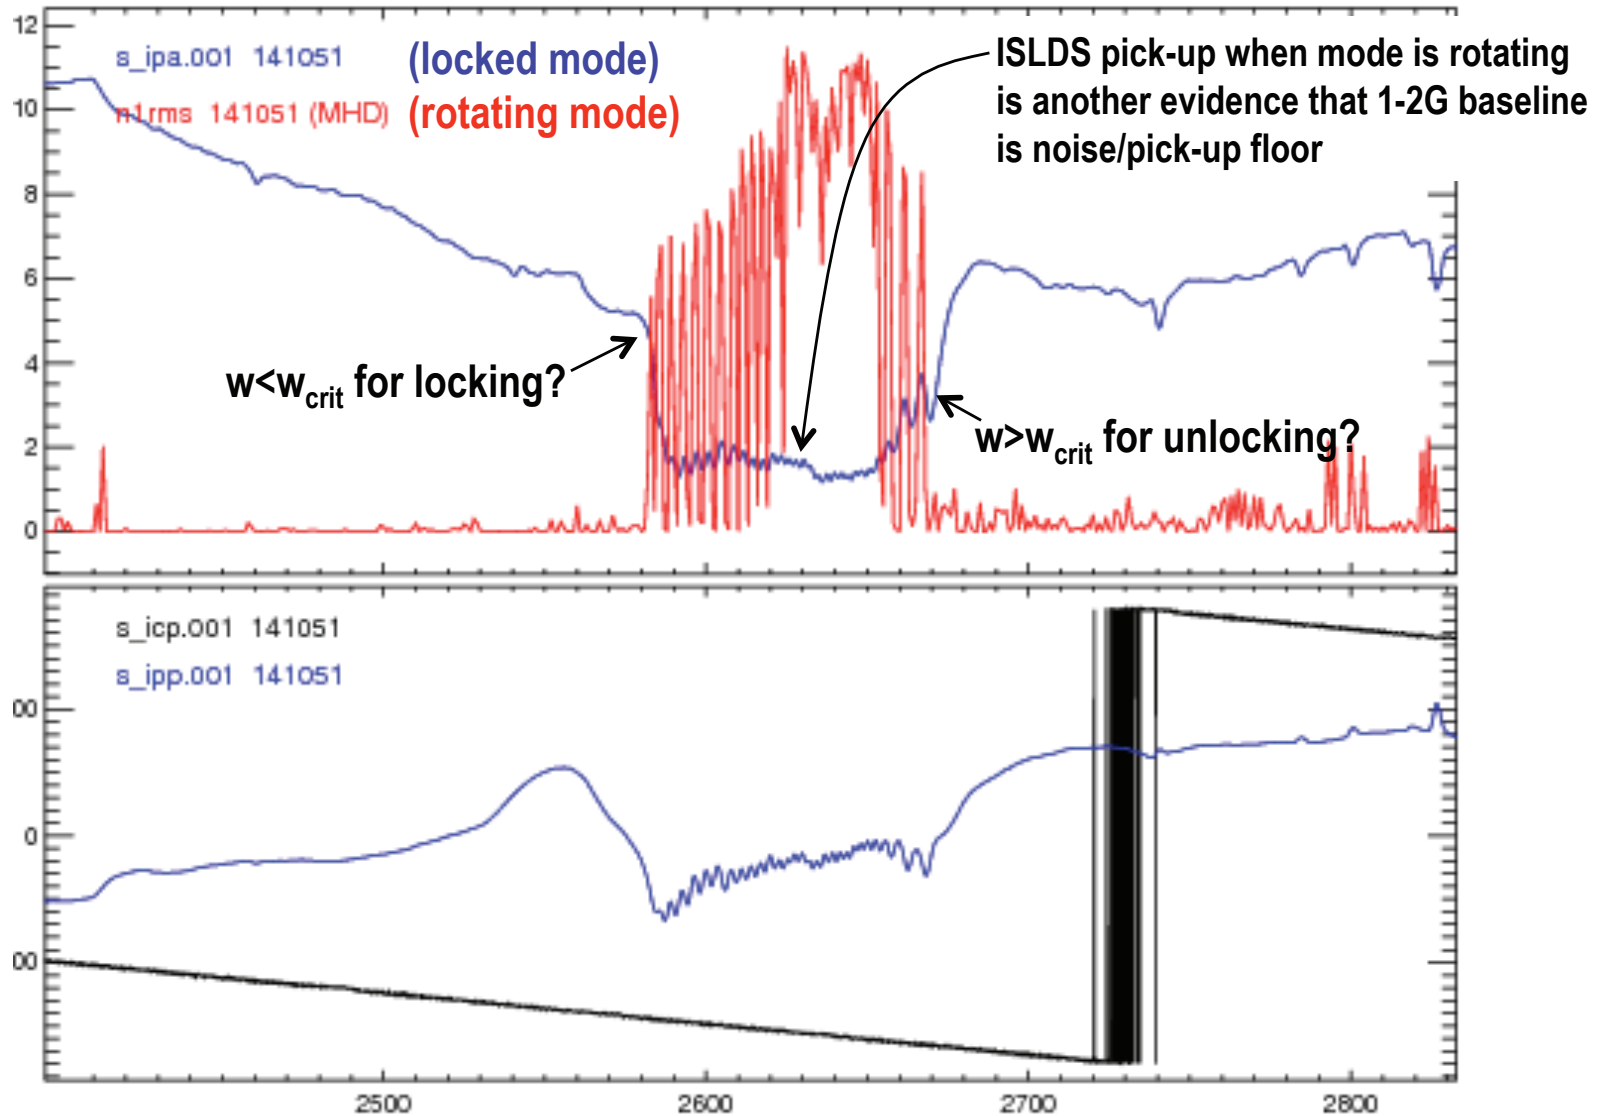 12
s_ipa.001 141051 (locked mode)
n1rms 141051 (MHD) (rotating mode)
ISLDS pick-up when mode is rotating
is another evidence that 1-2G baseline
is noise/pick-up floor
10
8
6
4
w<w_crit for locking?
w>w_crit for unlocking?
2
0
s_icp.001 141051
s_ipp.001 141051
00
0
00
2500 2600 2700 2800